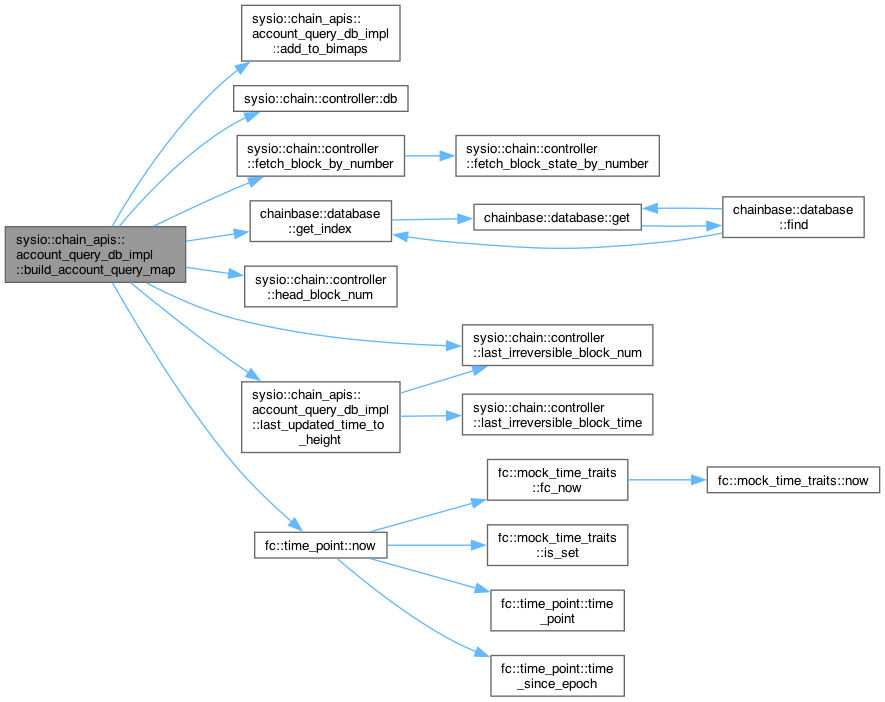 sysio::chain_apis::
account_query_db_impl
::add_to_bimaps
sysio::chain::controller::db
sysio::chain::controller
::fetch_block_by_number
sysio::chain::controller
::fetch_block_state_by_number
chainbase::database
::get_index
chainbase::database::get
chainbase::database
::find
sysio::chain_apis::
account_query_db_impl
::build_account_query_map
sysio::chain::controller
::head_block_num
sysio::chain::controller
::last_irreversible_block_num
sysio::chain_apis::
account_query_db_impl
::last_updated_time_to
_height
sysio::chain::controller
::last_irreversible_block_time
fc::mock_time_traits
::fc_now
fc::mock_time_traits::now
fc::time_point::now
fc::mock_time_traits
::is_set
fc::time_point::time
_point
fc::time_point::time
_since_epoch